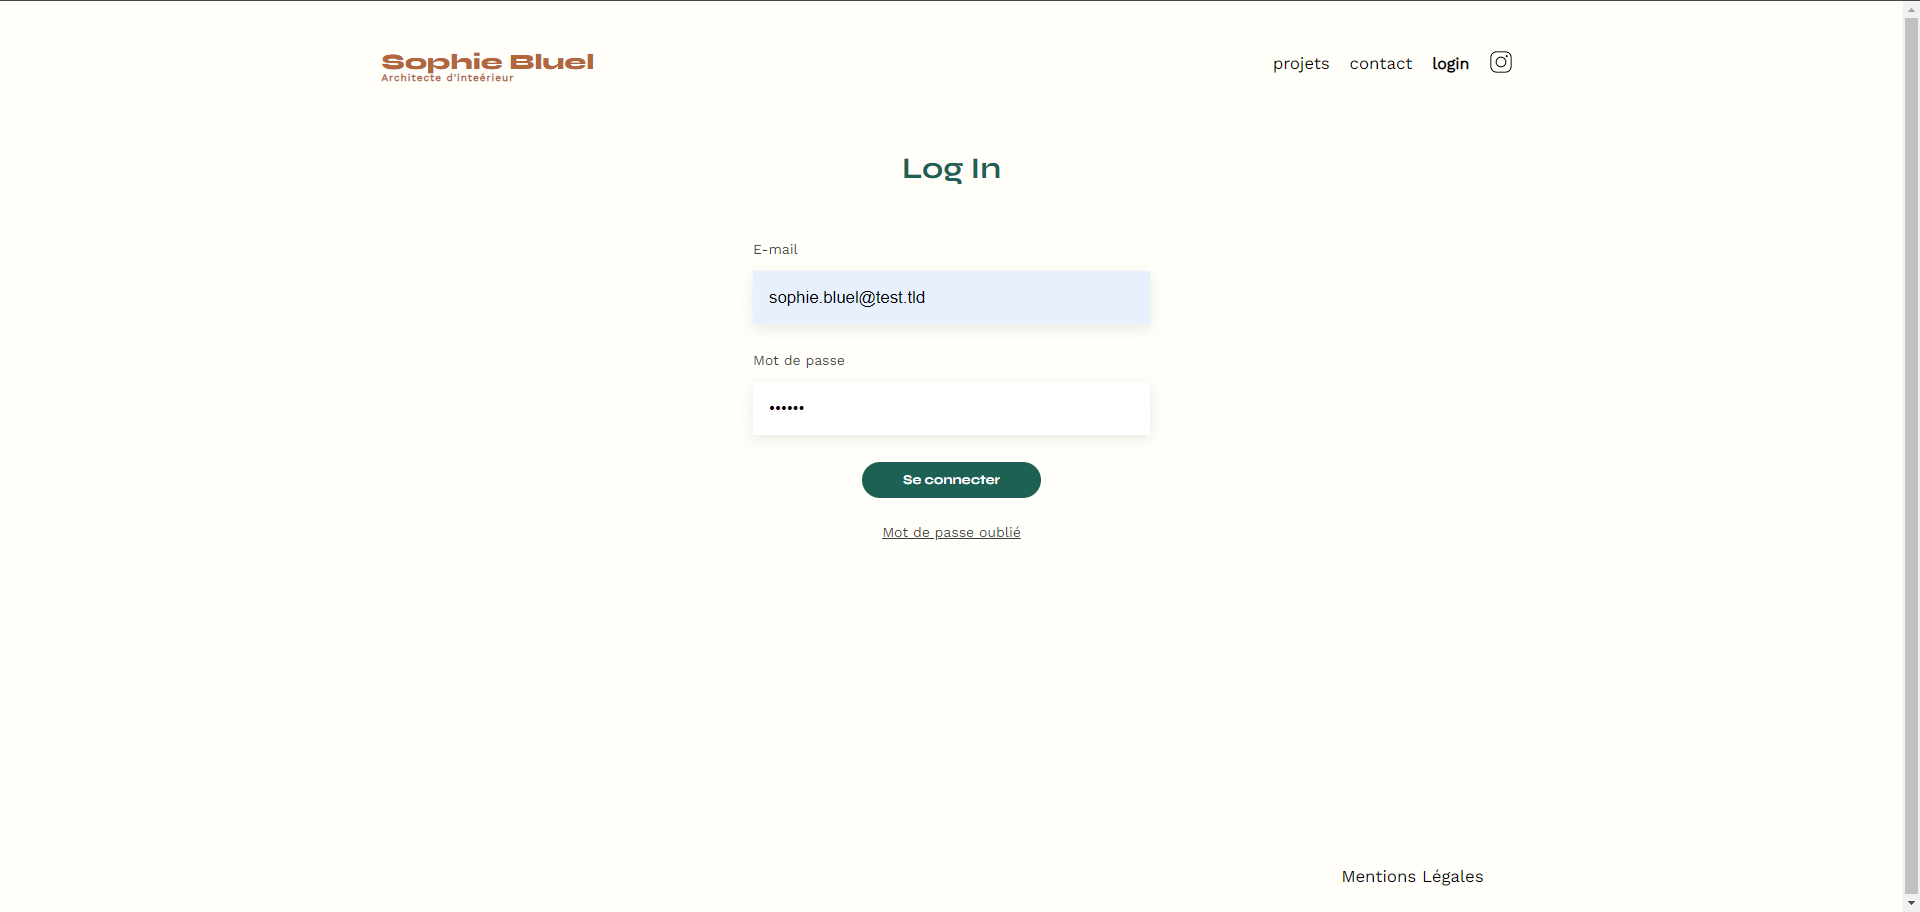 Sophie Bluel
Architecte d'inteérieur
projets contact login
Log In
E-mail
sophie.bluel@test.tld
Mot de passe
••••••
Se connecter
Mot de passe oublié
Mentions Légales